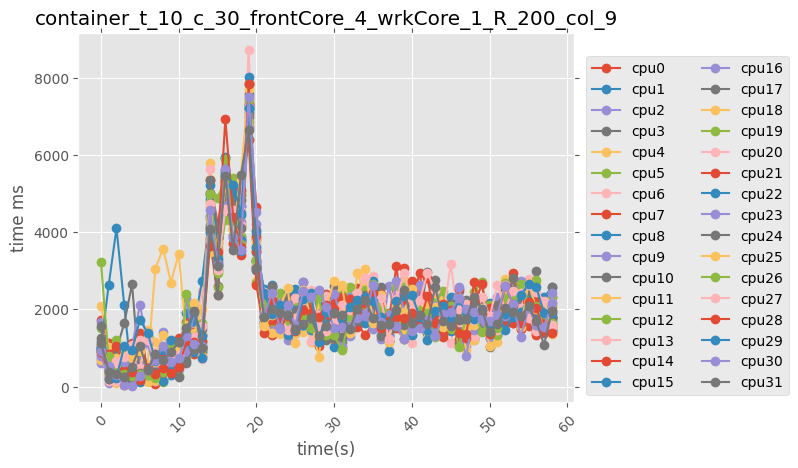 container_t_10_c_30_frontCore_4_wrkCore_1_R_200_col_9
8000
6000
4000
2000
0
time ms
0 10 20 30 40 50 60
time(s)
cpu0 cpu16
cpu1 cpu17
cpu2 cpu18
cpu3 cpu19
cpu4 cpu20
cpu5 cpu21
cpu6 cpu22
cpu7 cpu23
cpu8 cpu24
cpu9 cpu25
cpu10 cpu26
cpu11 cpu27
cpu12 cpu28
cpu13 cpu29
cpu14 cpu30
cpu15 cpu31